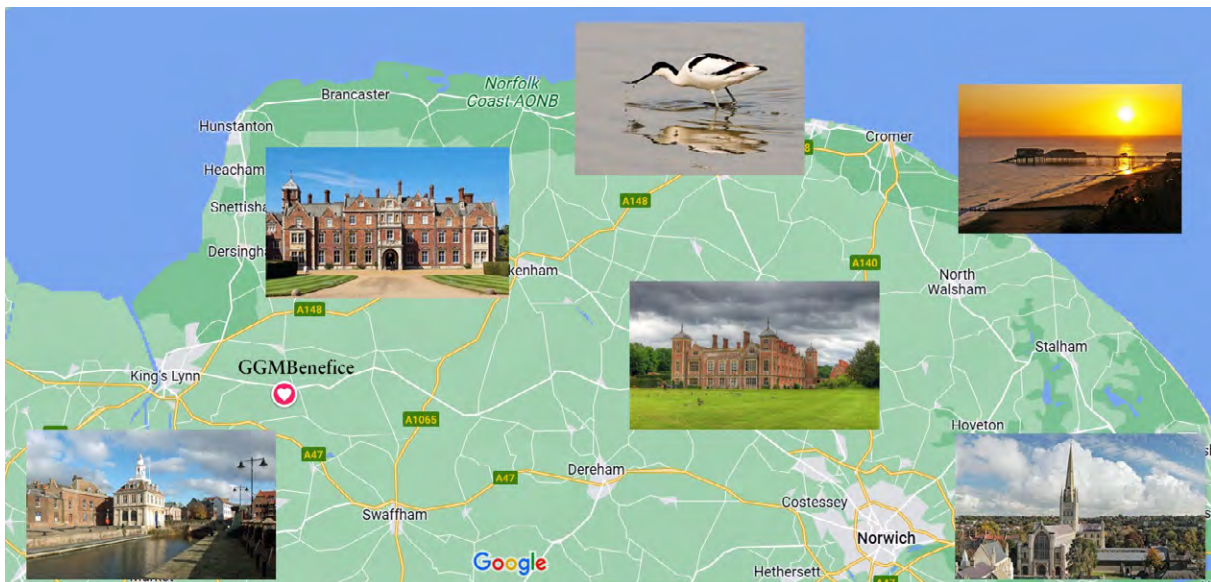 Norfolk
Coast AONB
Brancaster
Hunstanton
Cromer
Heacham
Snettisha
A148
Dersingh
kenham
A140
North
Walsham
A148
Stalham
GGMBenefice
King's Lynn
A1065
Hoveton
A47
Dereham
A47
Costessey
Swaffham
Norwich
Google
Hethersett
A47